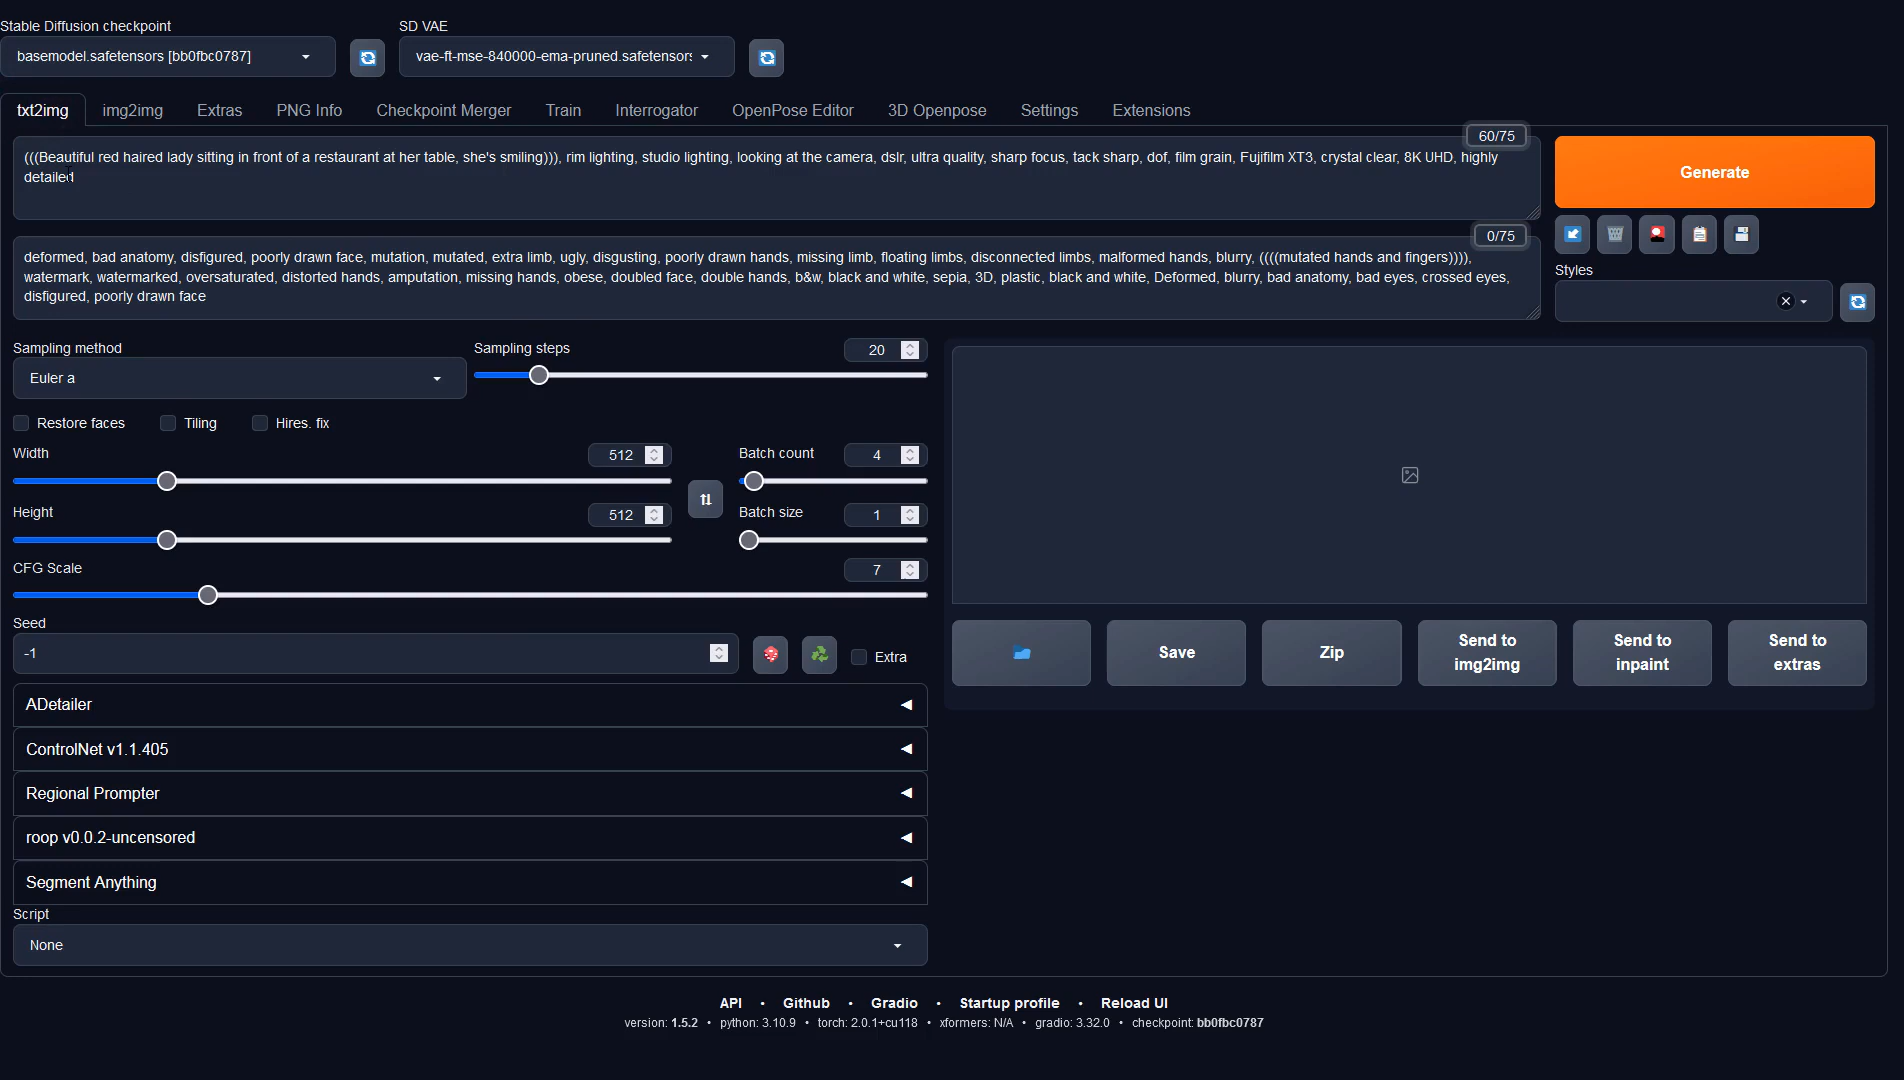 Stable Diffusion checkpoint
SD VAE
basemodel.safetensors [bb0fbc0787]
vae-ft-mse-840000-ema-pruned.safetensors
txt2img
img2img
Extras
PNG Info
Checkpoint Merger
Train
Interrogator
OpenPose Editor
3D Openpose
Settings
Extensions
60/75
(((Beautiful red haired lady sitting in front of a restaurant at her table, she's smiling))), rim lighting, studio lighting, looking at the camera, dslr, ultra quality, sharp focus, tack sharp, dof, film grain, Fujifilm XT3, crystal clear, 8K UHD, highly
detailed
Generate
0/75
deformed, bad anatomy, disfigured, poorly drawn face, mutation, mutated, extra limb, ugly, disgusting, poorly drawn hands, missing limb, floating limbs, disconnected limbs, malformed hands, blurry, ((((mutated hands and fingers)))),
watermark, watermarked, oversaturated, distorted hands, amputation, missing hands, obese, doubled face, double hands, b&w, black and white, sepia, 3D, plastic, black and white, Deformed, blurry, bad anatomy, bad eyes, crossed eyes,
disfigured, poorly drawn face
Styles
Sampling method
Sampling steps
20
Euler a
Restore faces
Tiling
Hires. fix
Width
512
Batch count
4
Height
512
Batch size
1
CFG Scale
7
Seed
-1
Extra
Save
Zip
Send to
img2img
Send to
inpaint
Send to
extras
ADetailer
ControlNet v1.1.405
Regional Prompter
roop v0.0.2-uncensored
Segment Anything
Script
None
API • Github • Gradio • Startup profile • Reload UI
version: 1.5.2 • python: 3.10.9 • torch: 2.0.1+cu118 • xformers: N/A • gradio: 3.32.0 • checkpoint: bb0fbc0787